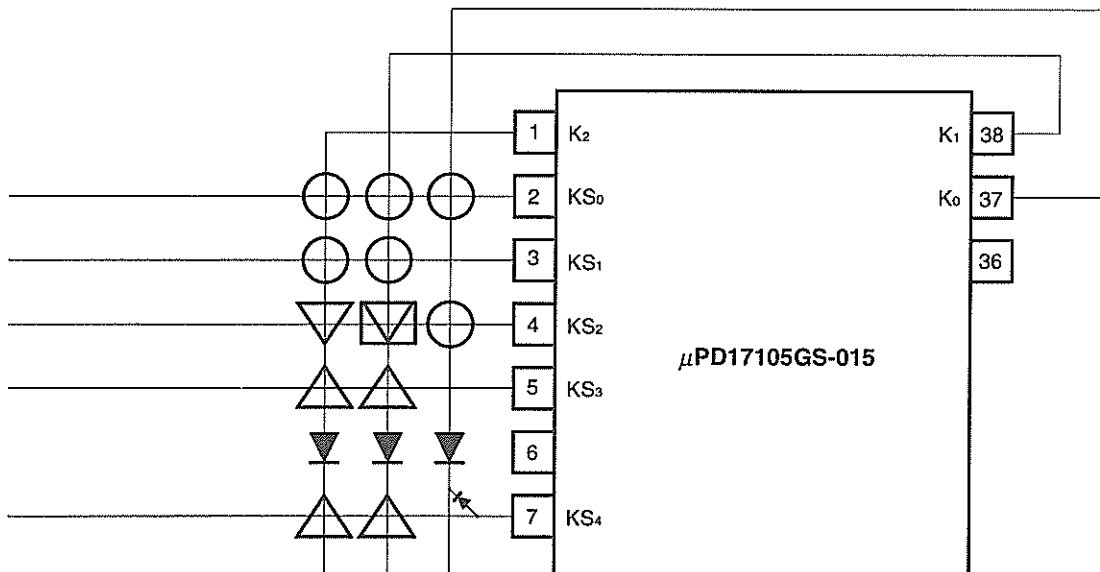 1 K₂ K₁ 38
2 KS₀ K₀ 37
3 KS₁ 36
4 KS₂
μPD17105GS-015
5 KS₃
6
7 KS₄